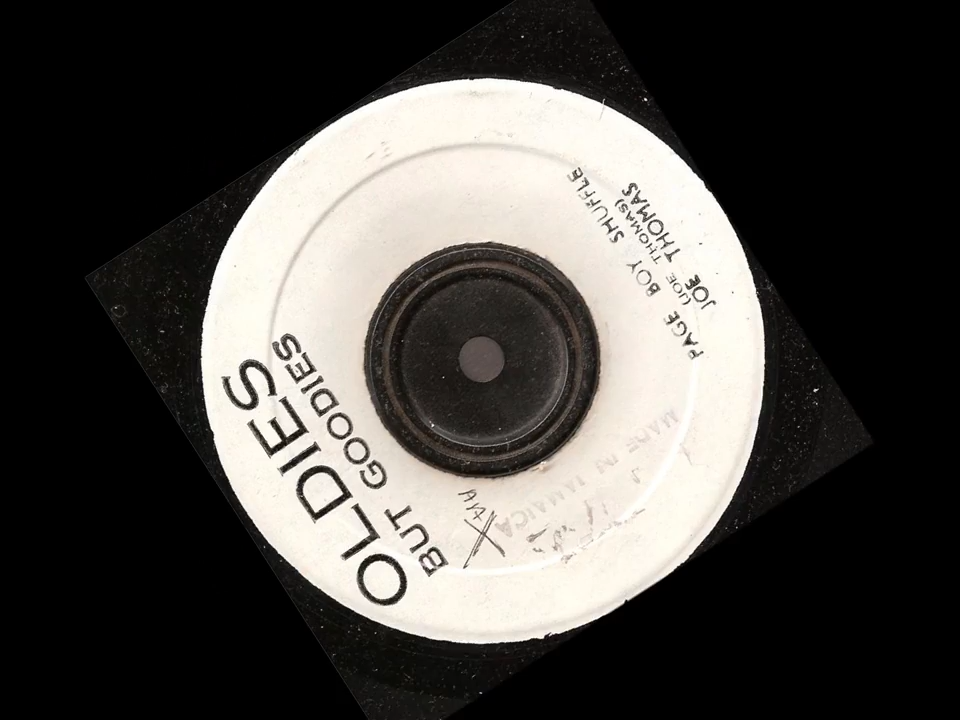 OLDIES
BUT GOODIES
A/A
MADE IN JAMAICA
PAGE BOY SHUFFLE
(JOE THOMAS)
JOE THOMAS